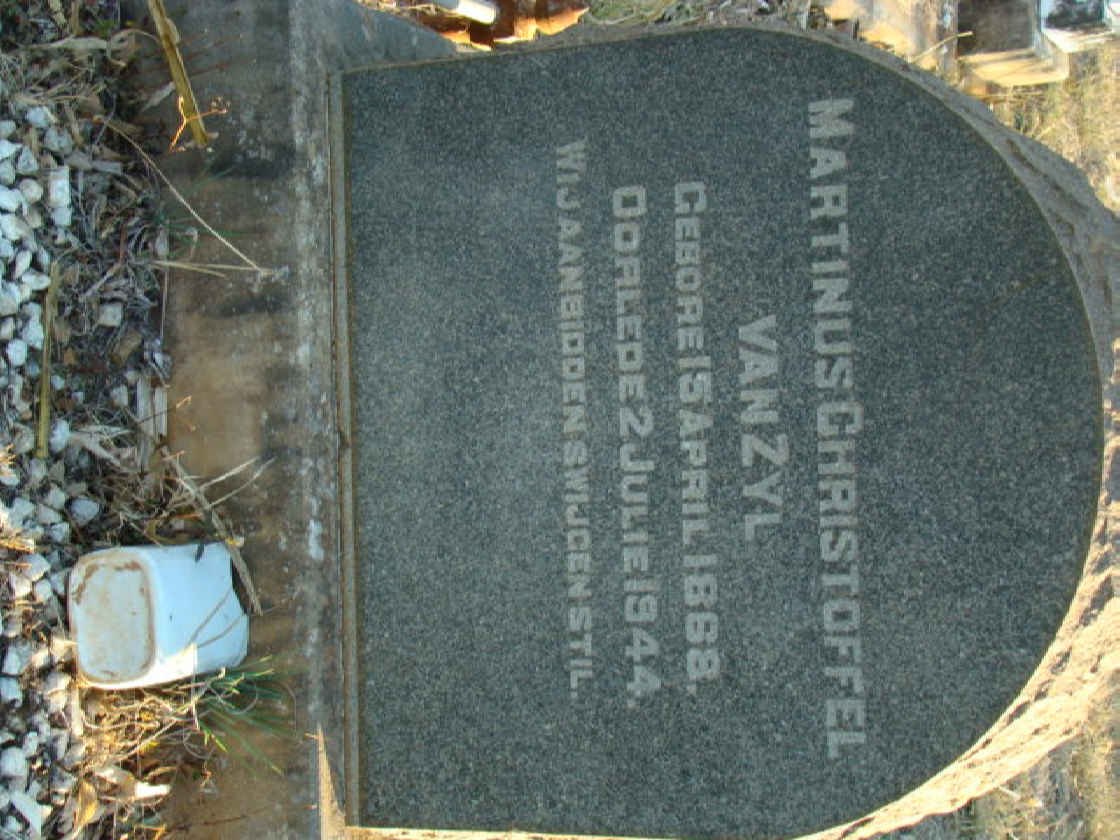 MARTINUS CHRISTOFFEL
VAN ZYL
GEBORE 15 APRIL 1888.
OORLEDE 2 JULIE 1944.
WIJ AANBIDDEN SWIJGEN STIL.